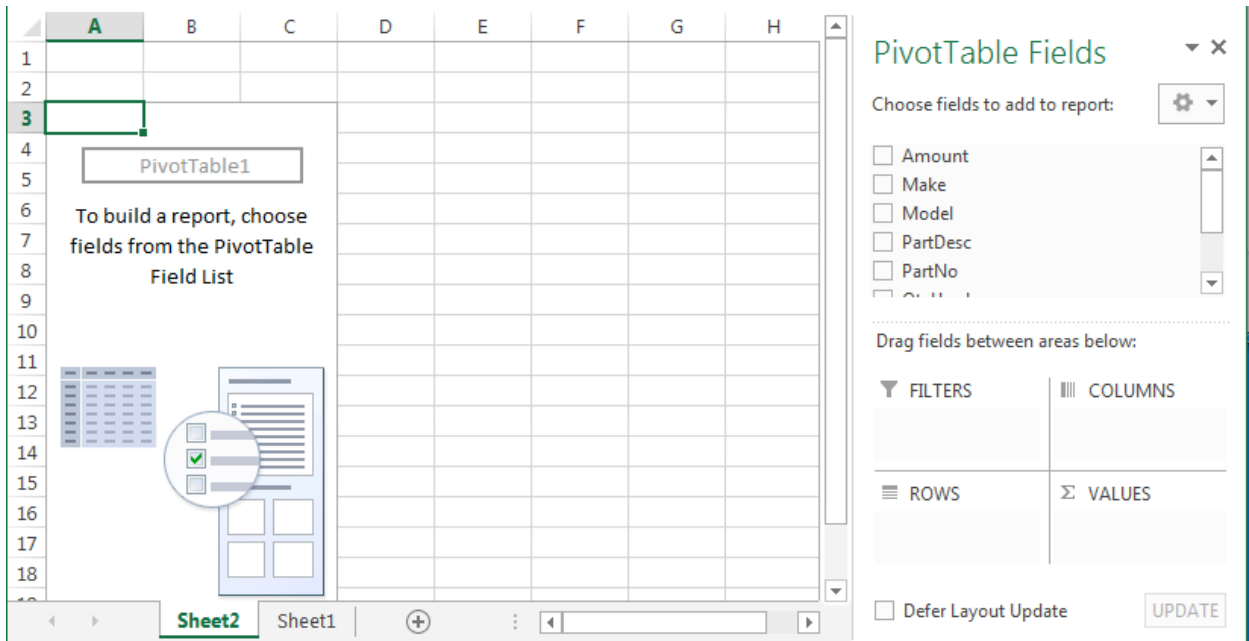 A B C D E F G H
1
2
3
4
5
6
7
8
9
10
11
12
13
14
15
16
17
18
PivotTable1
To build a report, choose
fields from the PivotTable
Field List
Sheet2 Sheet1
PivotTable Fields
Choose fields to add to report:
Amount
Make
Model
PartDesc
PartNo
Drag fields between areas below:
FILTERS
COLUMNS
ROWS
Σ VALUES
Defer Layout Update
UPDATE